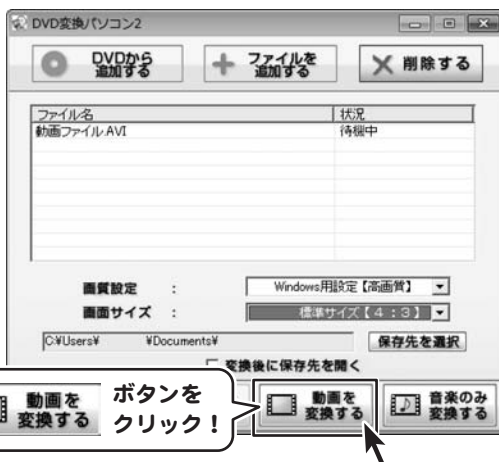 DVD変換パソコン2
DVDから
追加する
ファイルを
追加する
削除する
ファイル名
状況
動画ファイル.AVI
待機中
画質設定 :
Windows用設定【高画質】
画面サイズ :
標準サイズ【4:3】
C:¥Users¥ ¥Documents¥
保存先を選択
変換後に保存先を開く
動画を
変換する
ボタンを
クリック！
動画を
変換する
音楽のみ
変換する